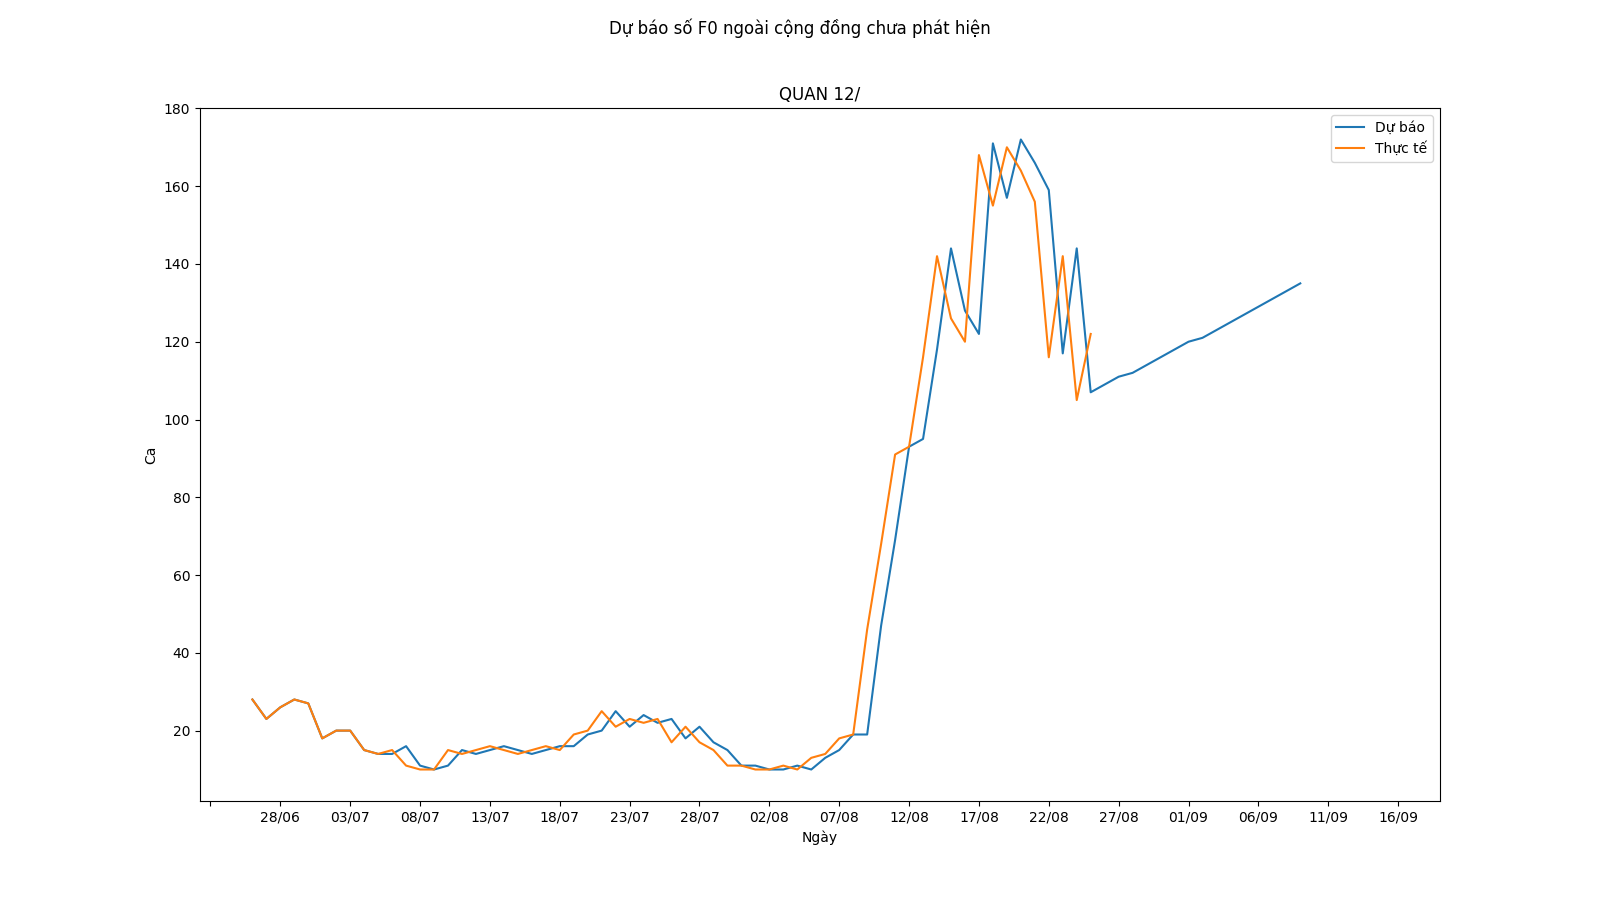 Dự báo số F0 ngoài cộng đồng chưa phát hiện
QUAN 12/
Dự báo
Thực tế
180
160
140
120
100
80
60
40
20
Ca
28/06 03/07 08/07 13/07 18/07 23/07 28/07 02/08 07/08 12/08 17/08 22/08 27/08 01/09 06/09 11/09 16/09
Ngày